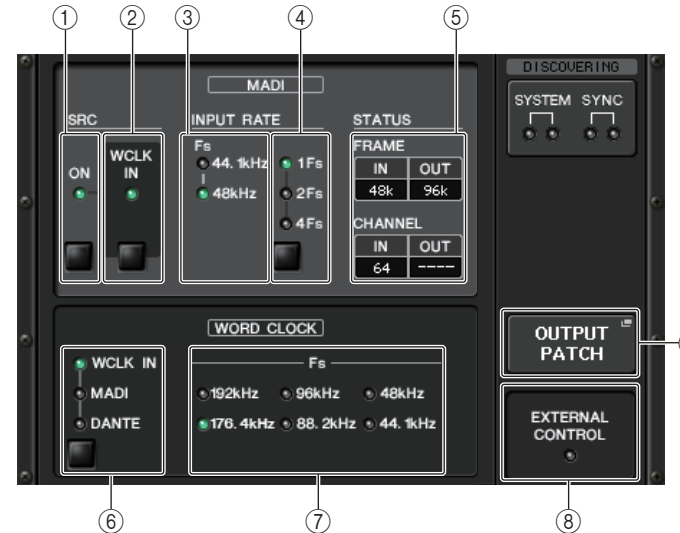 ① ② ③ ④ ⑤
MADI
SRC
ON
WCLK
IN
INPUT RATE
Fs
44.1kHz
48kHz
1Fs
2Fs
4Fs
STATUS
FRAME
IN OUT
48k 96k
CHANNEL
IN OUT
64 ----
DISCOVERING
SYSTEM SYNC
WORD CLOCK
WCLK IN
MADI
DANTE
Fs
192kHz 96kHz 48kHz
176.4kHz 88.2kHz 44.1kHz
OUTPUT
PATCH
EXTERNAL
CONTROL
⑥ ⑦ ⑧